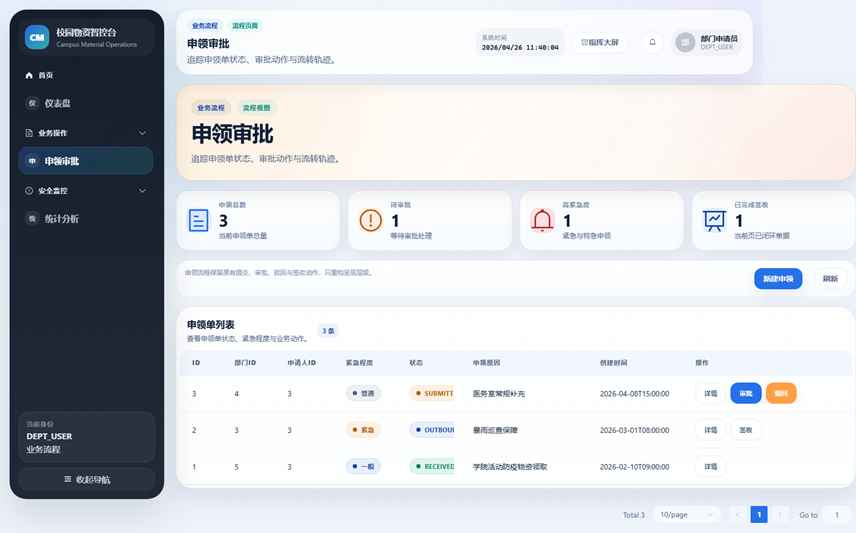 CM
校园物资智控台
Campus Material Operations
首页
仪 仪表盘
业务操作
申 申领审批
安全监控
统计分析
当前身份
DEPT_USER
业务流程
收起导航
业务流程 流程页面
申领审批
追踪申领单状态、审批动作与流转轨迹。
系统时间
2026/04/26 11:40:04
指挥大屏
部
部门申请员
DEPT_USER
业务流程 流程视图
申领审批
追踪申领单状态、审批动作与流转轨迹。
申领总数
3
当前申领单总量
待审批
1
等待审批处理
高紧急度
1
紧急与特急申领
已完成签收
1
当前页已闭环单据
新建申领
刷新
申领单列表
查看申领单状态、紧急程度与业务动作。
3 条
ID 部门ID 申请人ID 紧急程度 状态 申领原因 创建时间 操作
3 4 3 普通 SUBMITT 医务室常规补充 2026-04-08T15:00:00 详情 审批 驳回
2 3 3 紧急 OUTBOU 暴雨巡查保障 2026-03-01T08:00:00 详情 签收
1 5 3 一般 RECEIVED 学院活动防疫物资领取 2026-02-10T09:00:00 详情
Total 3 10/page 1 Go to 1